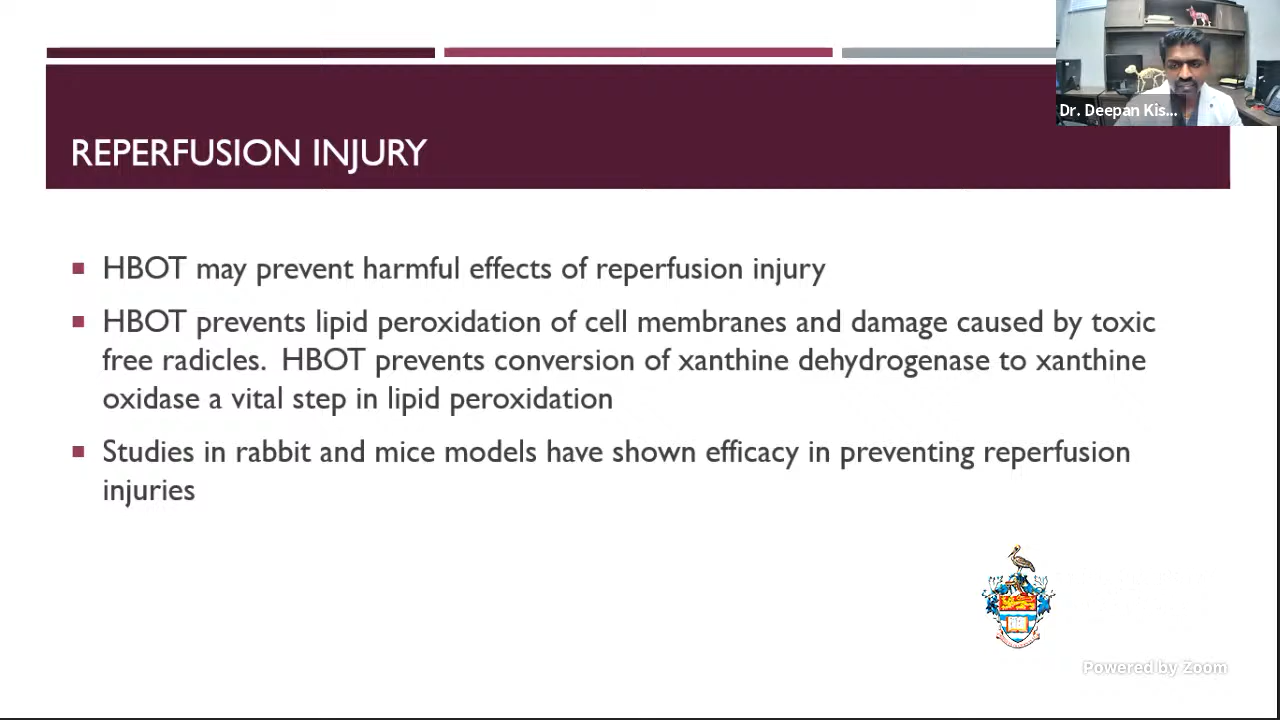 Dr. Deepan Kis...
REPERFUSION INJURY
HBOT may prevent harmful effects of reperfusion injury
HBOT prevents lipid peroxidation of cell membranes and damage caused by toxic
free radicles. HBOT prevents conversion of xanthine dehydrogenase to xanthine
oxidase a vital step in lipid peroxidation
Studies in rabbit and mice models have shown efficacy in preventing reperfusion
injuries
Powered by Zoom